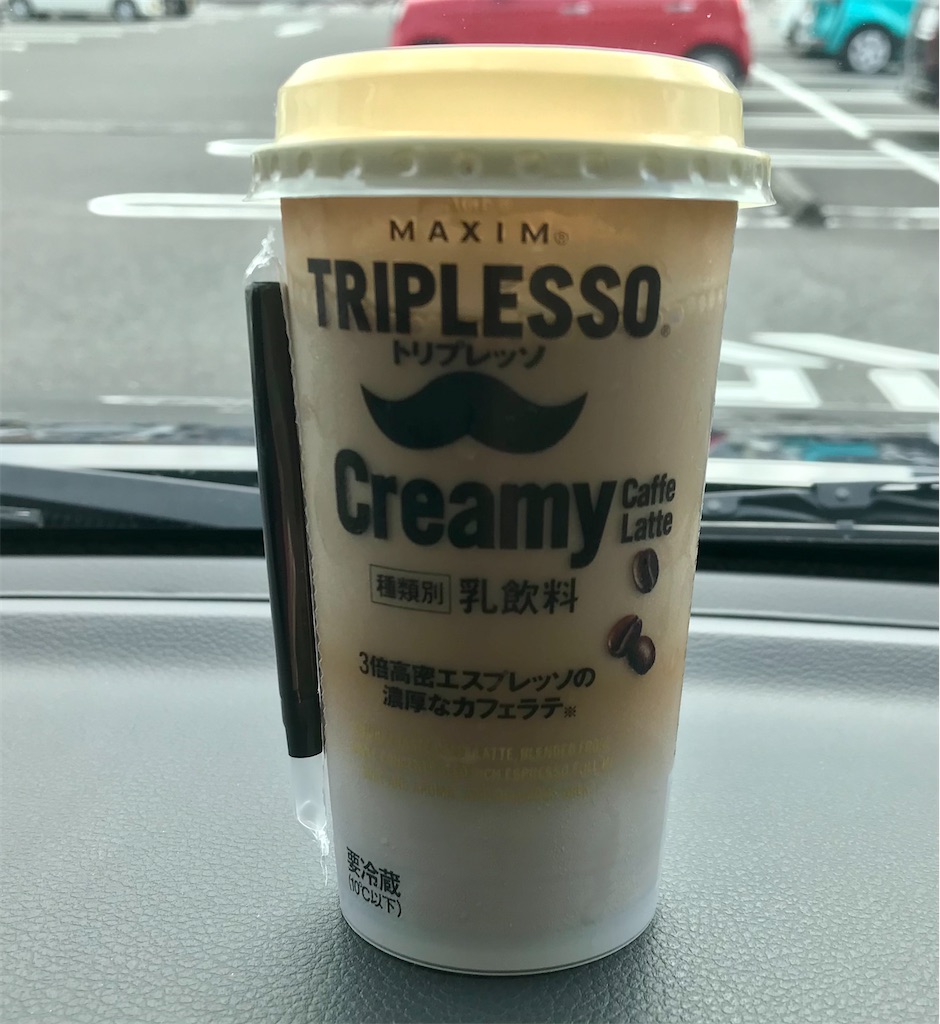 MAXIM®
TRIPLESSO®
トリプレッソ
Creamy Caffe Latte
種類別 乳飲料
3倍高密エスプレッソの
濃厚なカフェラテ※
要冷蔵
(10℃以下)